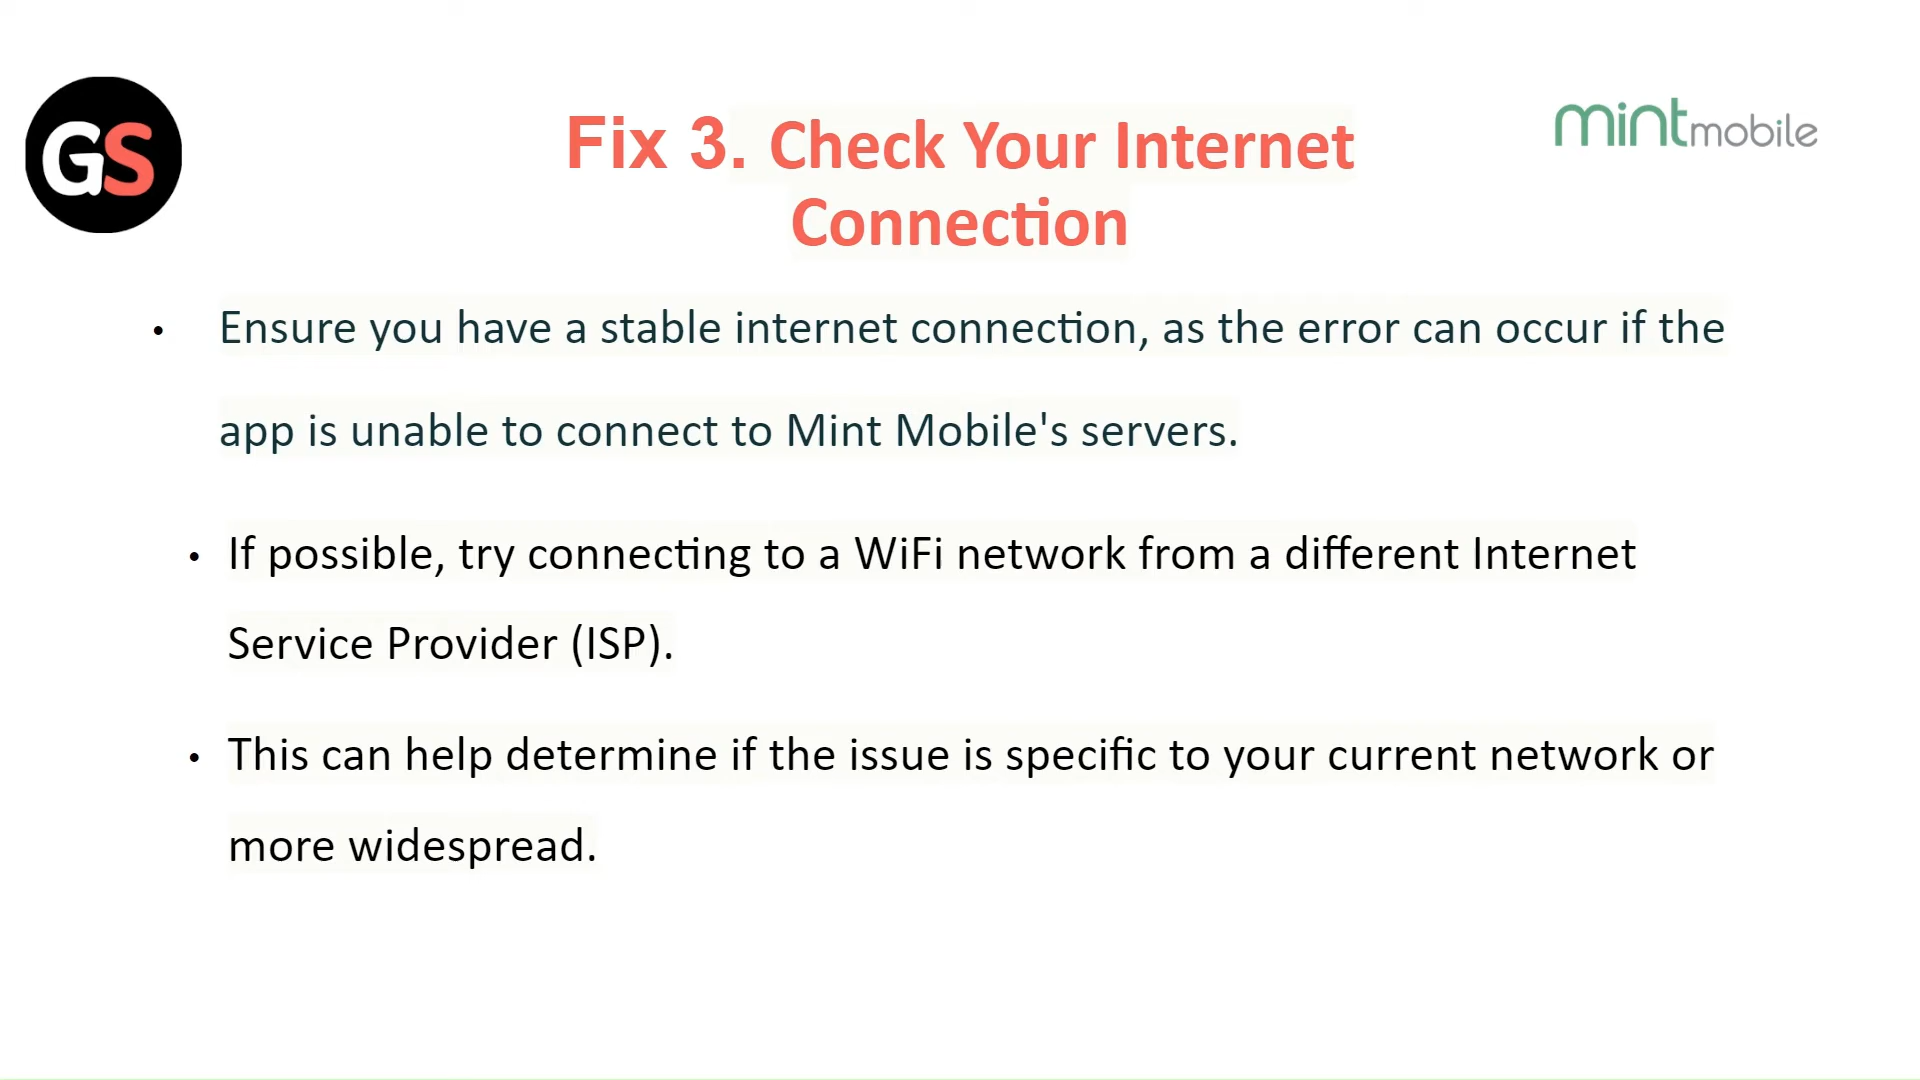 GS
Fix 3. Check Your Internet
mint mobile
Connection
• Ensure you have a stable internet connection, as the error can occur if the
app is unable to connect to Mint Mobile's servers.
• If possible, try connecting to a WiFi network from a different Internet
Service Provider (ISP).
• This can help determine if the issue is specific to your current network or
more widespread.